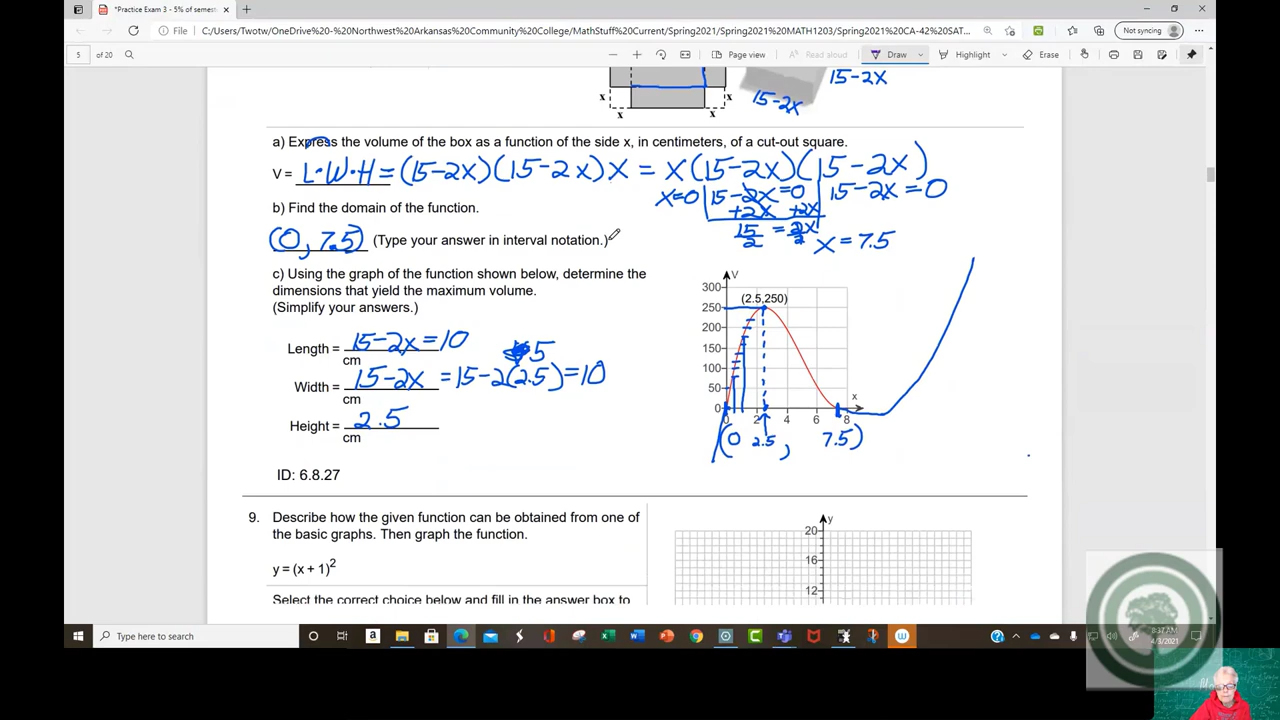 *Practice Exam 3 - 5% of semest
File | C:/Users/Twotw/OneDrive%20-%20Northwest%20Arkansas%20Community%20College/MathStuff/Spring2021/Spring2021%20MATH1203/Spring2021%20CA-42%20SAT...
Not syncing
5 of 20
Page view
Read aloud
Draw
Highlight
Erase
15-2x
x x
x x
15-2x
a) Express the volume of the box as a function of the side x, in centimeters, of a cut-out square.
V = L·W·H = (15-2x)(15-2x)x = x(15-2x)(15-2x)
x=0 | 15-2x=0 | 15-2x=0
+2x +2x
15/2 = 2x/2 x=7.5
b) Find the domain of the function.
(0, 7.5) (Type your answer in interval notation.)
c) Using the graph of the function shown below, determine the
dimensions that yield the maximum volume.
(Simplify your answers.)
Length = 15-2x=10
cm
5
Width = 15-2x =15-2(2.5)=10
cm
Height = 2.5
cm
V
300
250
200
150
100
50
0
(2.5,250)
x
0 2 4 6 8
(0 2.5 , 7.5)
ID: 6.8.27
9. Describe how the given function can be obtained from one of
the basic graphs. Then graph the function.
y = (x + 1)2
Select the correct choice below and fill in the answer box to
y
20
16
12
Type here to search
8:37 AM
4/3/2021